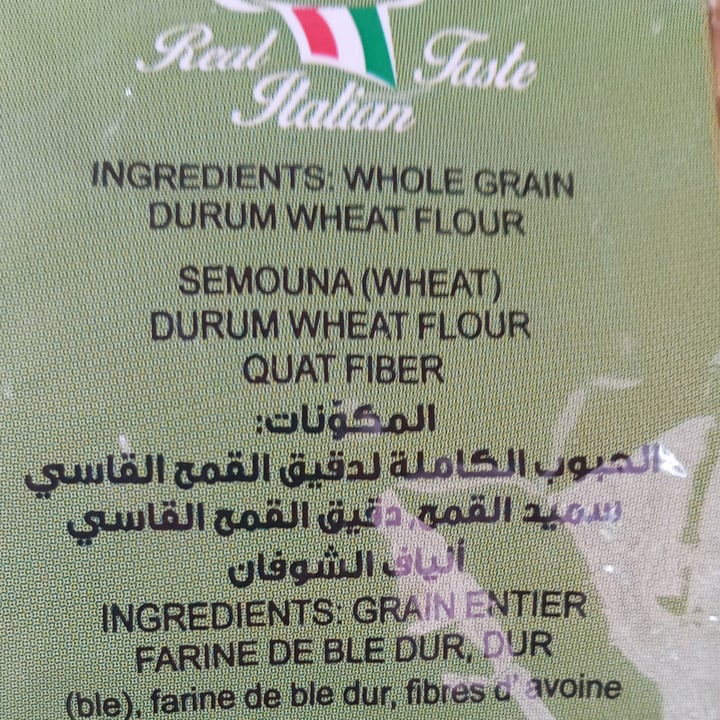 Real Taste
Italian
INGREDIENTS: WHOLE GRAIN
DURUM WHEAT FLOUR
SEMOUNA (WHEAT)
DURUM WHEAT FLOUR
QUAT FIBER
المكوّنات:
الحبوب الكاملة لدقيق القمح القاسي
سميد القمح, دقيق القمح القاسي
ألياف الشوفان
INGREDIENTS: GRAIN ENTIER
FARINE DE BLE DUR, DUR
(ble), farine de ble dur, fibres d' avoine